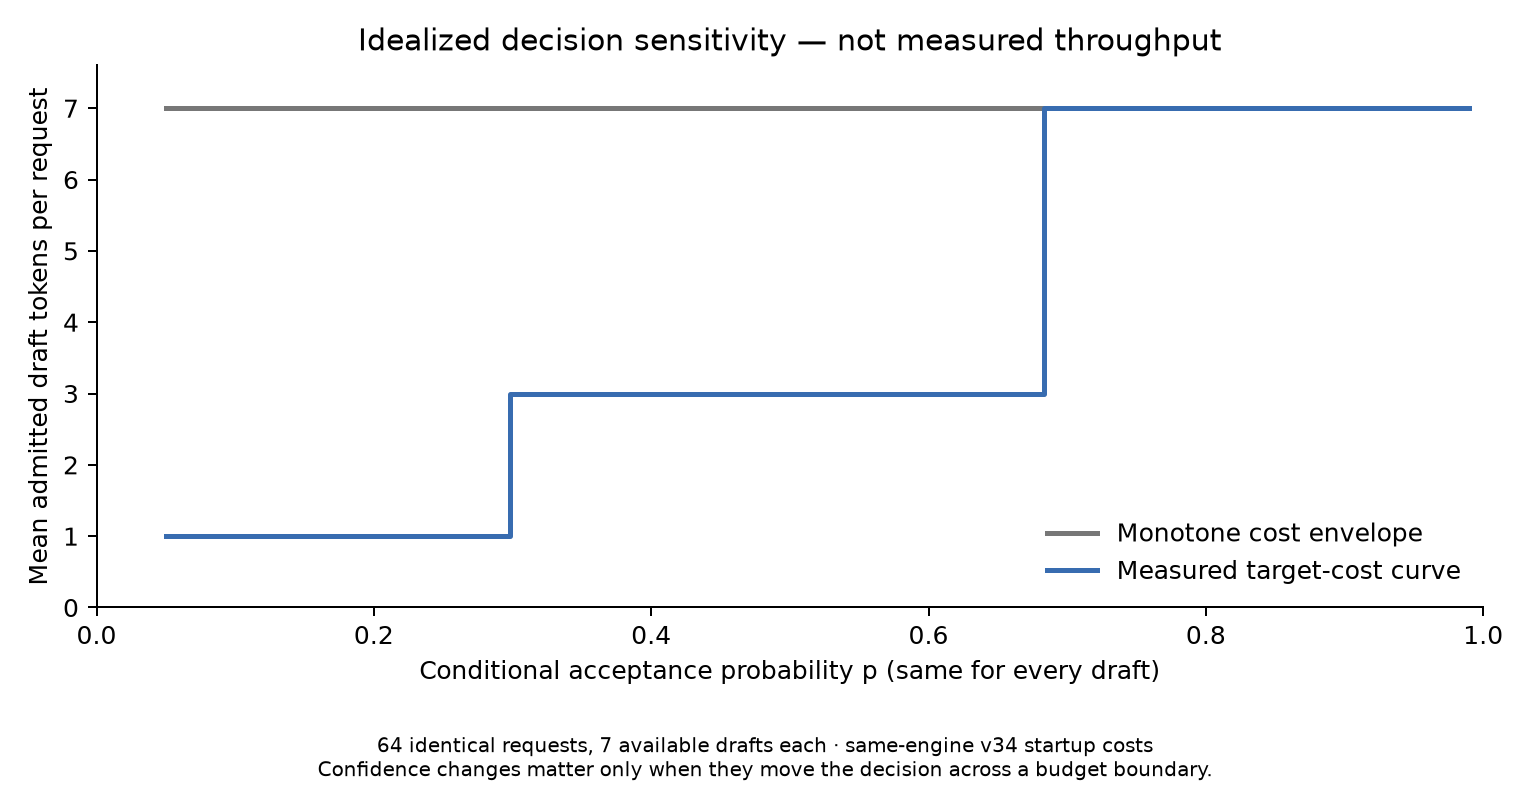 Idealized decision sensitivity — not measured throughput
Mean admitted draft tokens per request
7
6
5
4
3
2
1
0
0.0
0.2
0.4
0.6
0.8
1.0
Monotone cost envelope
Measured target-cost curve
Conditional acceptance probability p (same for every draft)
64 identical requests, 7 available drafts each · same-engine v34 startup costs
Confidence changes matter only when they move the decision across a budget boundary.